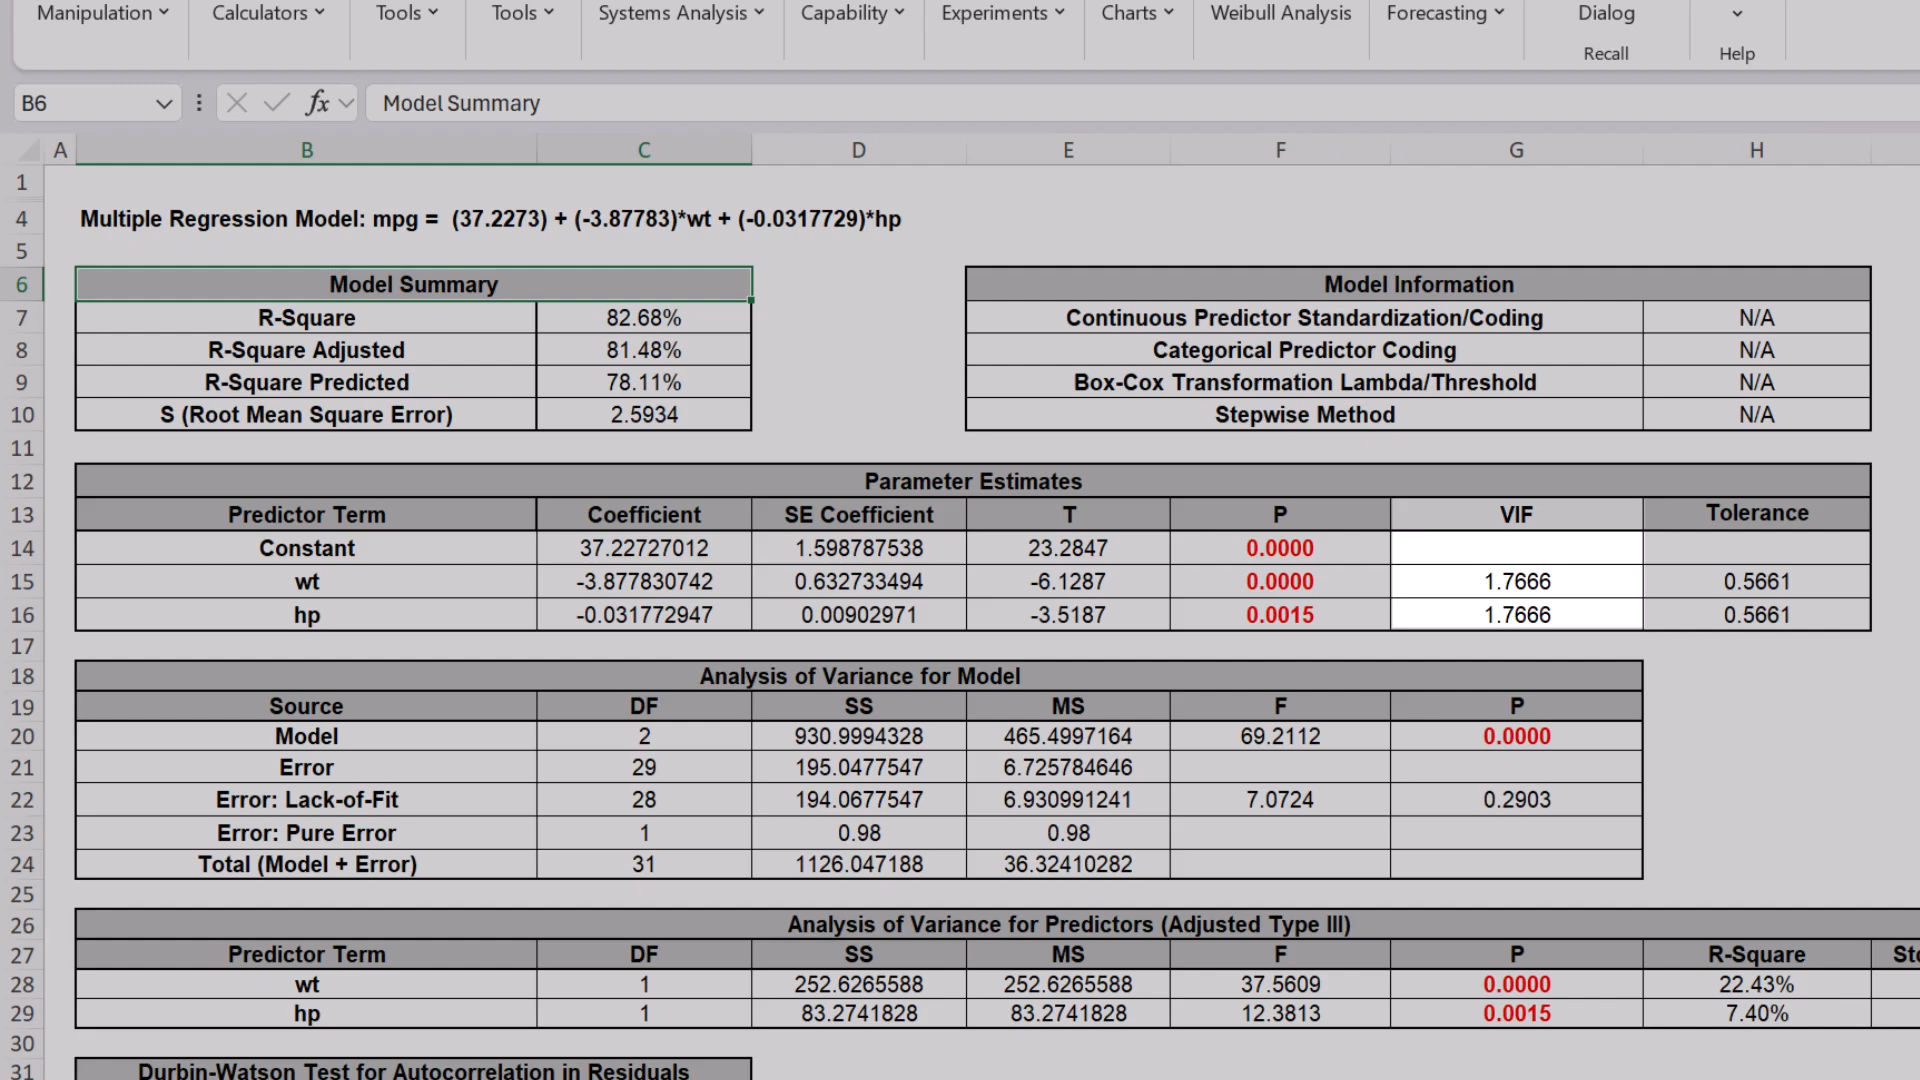 Manipulation Calculators Tools Tools Systems Analysis Capability Experiments Charts Weibull Analysis Forecasting Dialog
Recall Help
B6 fx Model Summary
A B C D E F G H
1
4 Multiple Regression Model: mpg = (37.2273) + (-3.87783)*wt + (-0.0317729)*hp
5
6 Model Summary Model Information
7 R-Square 82.68% Continuous Predictor Standardization/Coding N/A
8 R-Square Adjusted 81.48% Categorical Predictor Coding N/A
9 R-Square Predicted 78.11% Box-Cox Transformation Lambda/Threshold N/A
10 S (Root Mean Square Error) 2.5934 Stepwise Method N/A
11
12 Parameter Estimates
13 Predictor Term Coefficient SE Coefficient T P VIF Tolerance
14 Constant 37.22727012 1.598787538 23.2847 0.0000
15 wt -3.877830742 0.632733494 -6.1287 0.0000 1.7666 0.5661
16 hp -0.031772947 0.00902971 -3.5187 0.0015 1.7666 0.5661
17
18 Analysis of Variance for Model
19 Source DF SS MS F P
20 Model 2 930.9994328 465.4997164 69.2112 0.0000
21 Error 29 195.0477547 6.725784646
22 Error: Lack-of-Fit 28 194.0677547 6.930991241 7.0724 0.2903
23 Error: Pure Error 1 0.98 0.98
24 Total (Model + Error) 31 1126.047188 36.32410282
25
26 Analysis of Variance for Predictors (Adjusted Type III)
27 Predictor Term DF SS MS F P R-Square
28 wt 1 252.6265588 252.6265588 37.5609 0.0000 22.43%
29 hp 1 83.2741828 83.2741828 12.3813 0.0015 7.40%
30
31 Durbin-Watson Test for Autocorrelation in Residuals